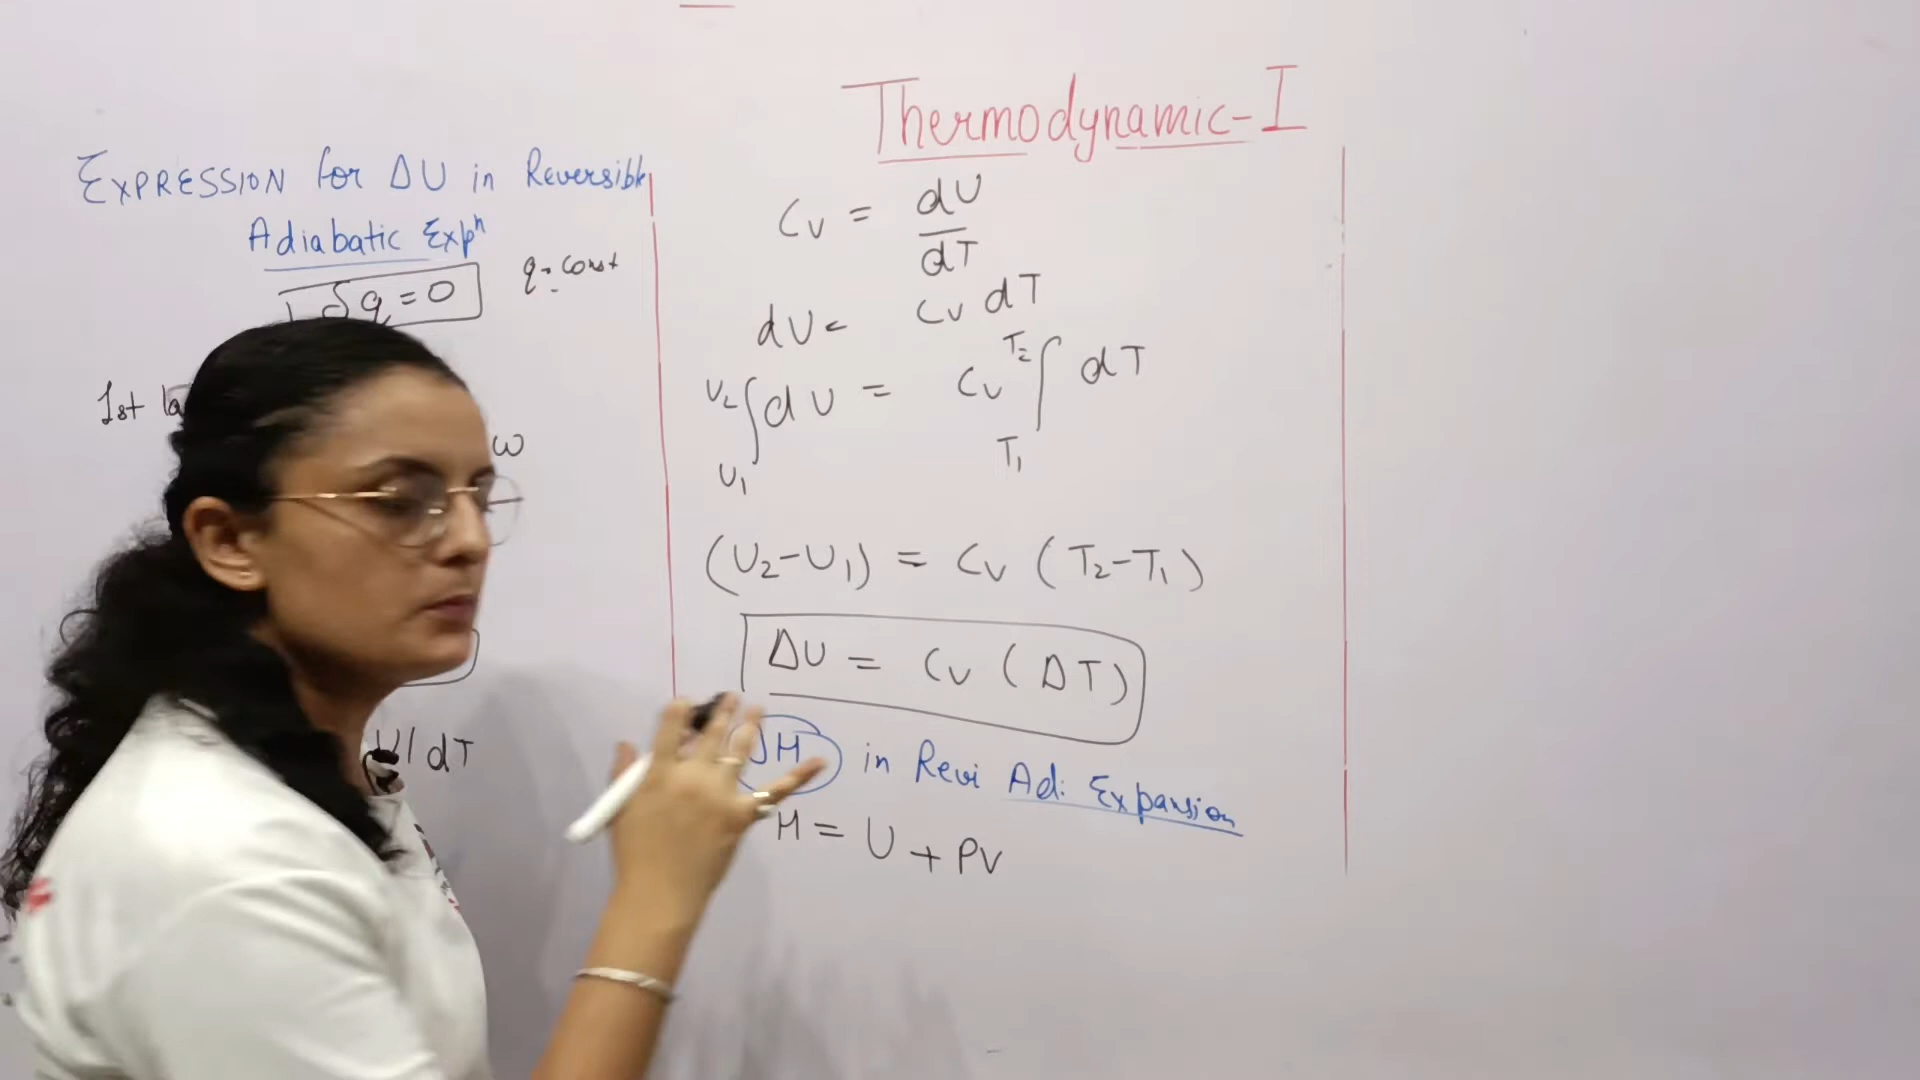 Thermodynamic-I
EXPRESSION for ΔU in Reversible
Adiabatic Expⁿ
δq = 0
q = const
1st
ω
/dT
Cv = dU/dT
dU = Cv dT
U₂ ∫ U₁ dU = Cv T₂ ∫ T₁ dT
(U₂-U₁) = Cv (T₂-T₁)
ΔU = Cv (ΔT)
H in Revi Ad: Expansion
H = U + PV